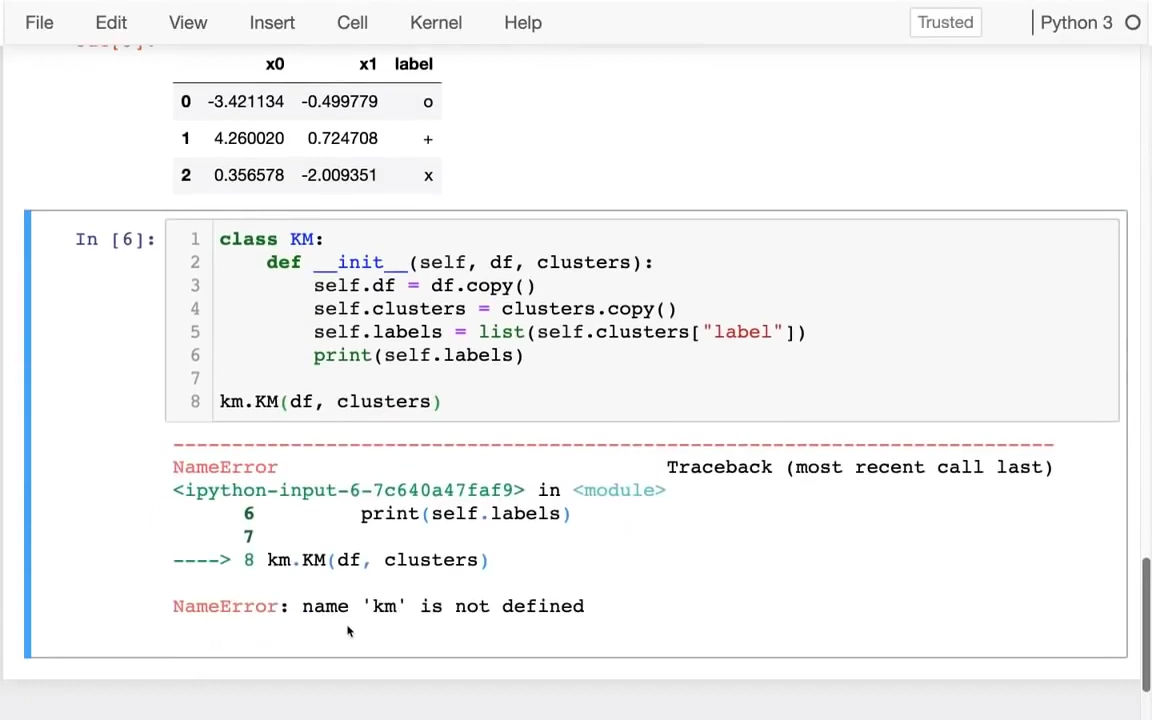 File Edit View Insert Cell Kernel Help Trusted Python 3
x0 x1 label
0 -3.421134 -0.499779 o
1 4.260020 0.724708 +
2 0.356578 -2.009351 x
In [6]:
1 class KM:
2     def __init__(self, df, clusters):
3         self.df = df.copy()
4         self.clusters = clusters.copy()
5         self.labels = list(self.clusters["label"])
6         print(self.labels)
7
8 km.KM(df, clusters)
---------------------------------------------------------------------------
NameError Traceback (most recent call last)
<ipython-input-6-7c640a47faf9> in <module>
6         print(self.labels)
7
----> 8 km.KM(df, clusters)
NameError: name 'km' is not defined